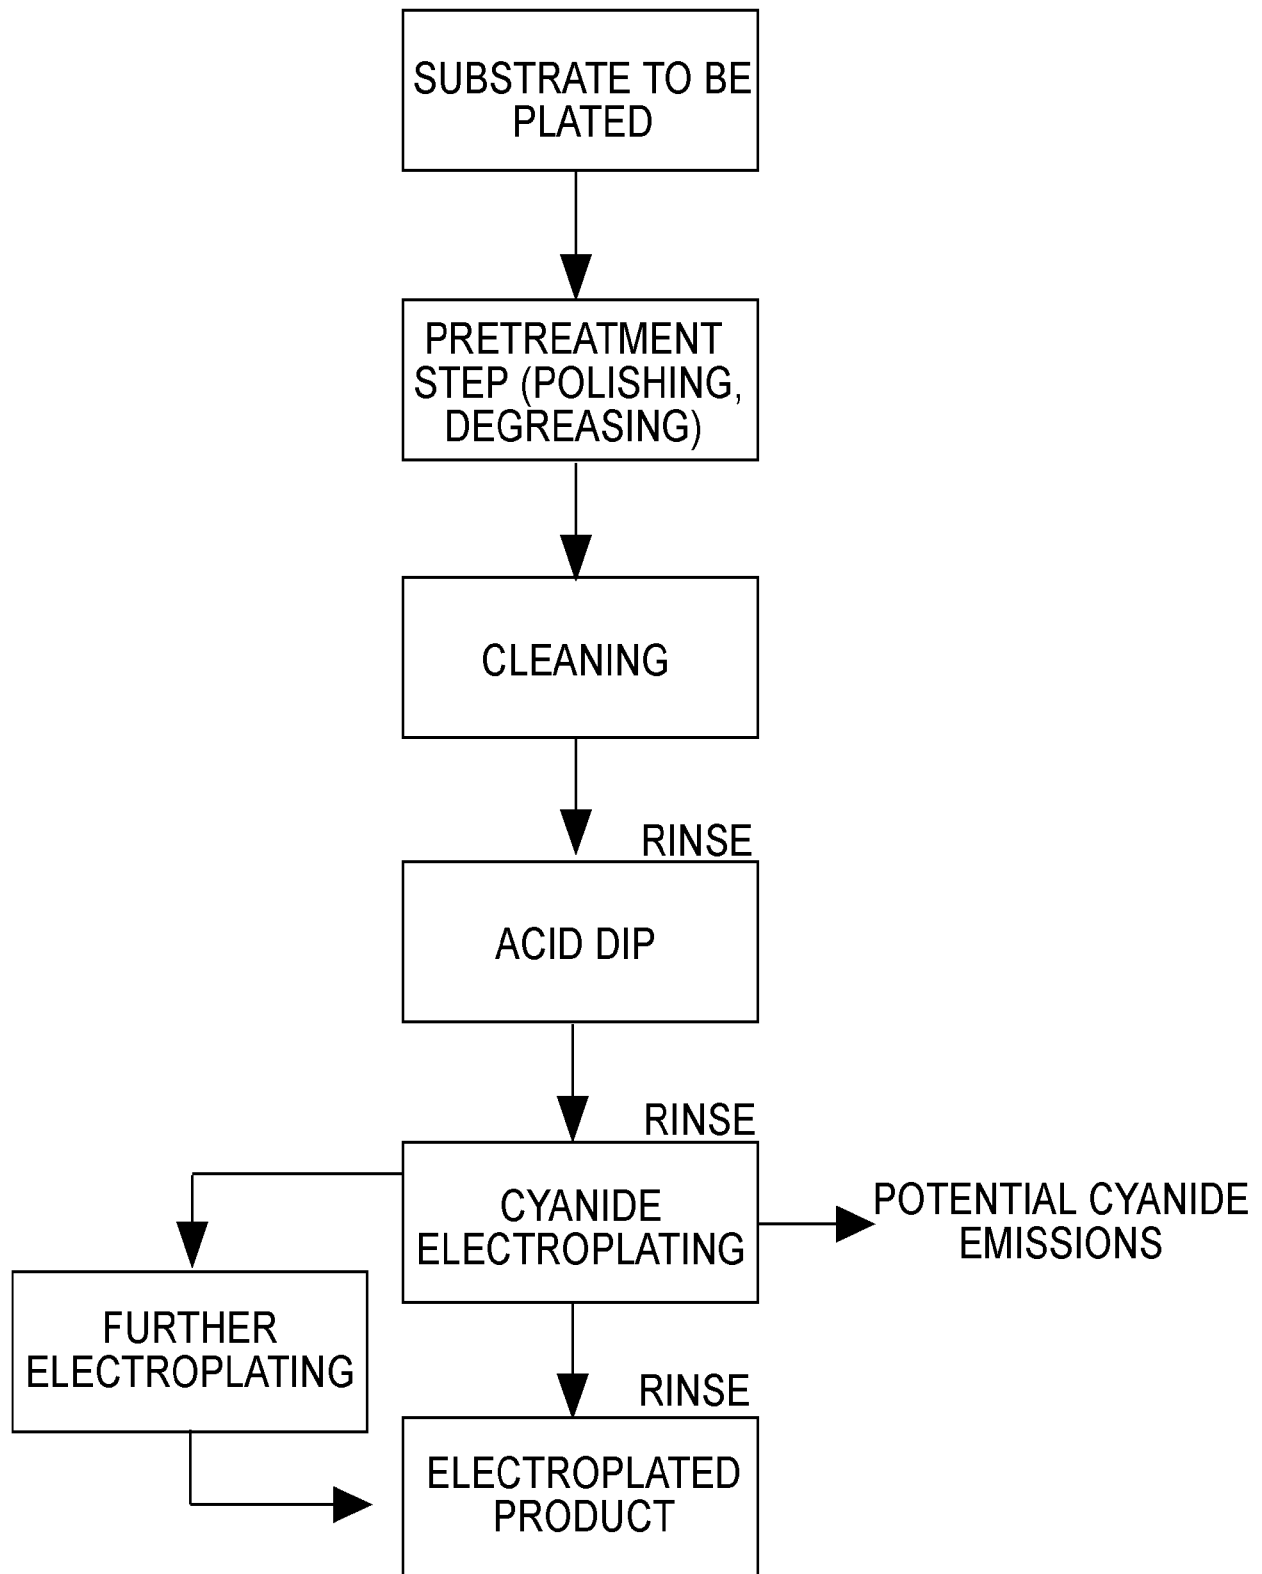 SUBSTRATE TO BE
PLATED
PRETREATMENT
STEP (POLISHING,
DEGREASING)
CLEANING
RINSE
ACID DIP
RINSE
CYANIDE
ELECTROPLATING
POTENTIAL CYANIDE
EMISSIONS
FURTHER
ELECTROPLATING
RINSE
ELECTROPLATED
PRODUCT